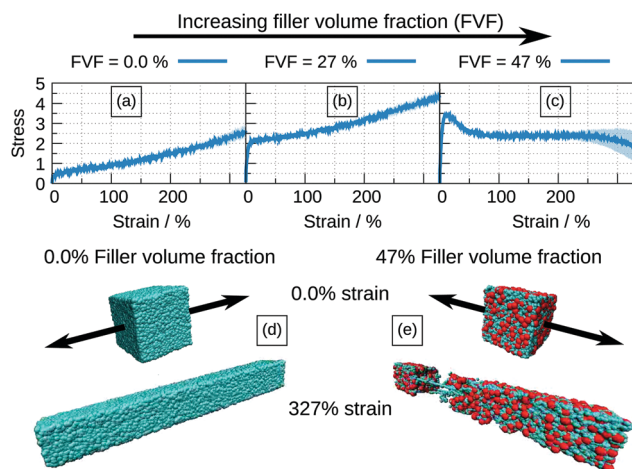 Increasing filler volume fraction (FVF)
FVF = 0.0 % FVF = 27 % FVF = 47 %
5
4
3
2
1
0
Stress
(a) (b) (c)
0 100 200 0 100 200 0 100 200
Strain / % Strain / % Strain / %
0.0% Filler volume fraction 47% Filler volume fraction
0.0% strain
(d) (e)
327% strain